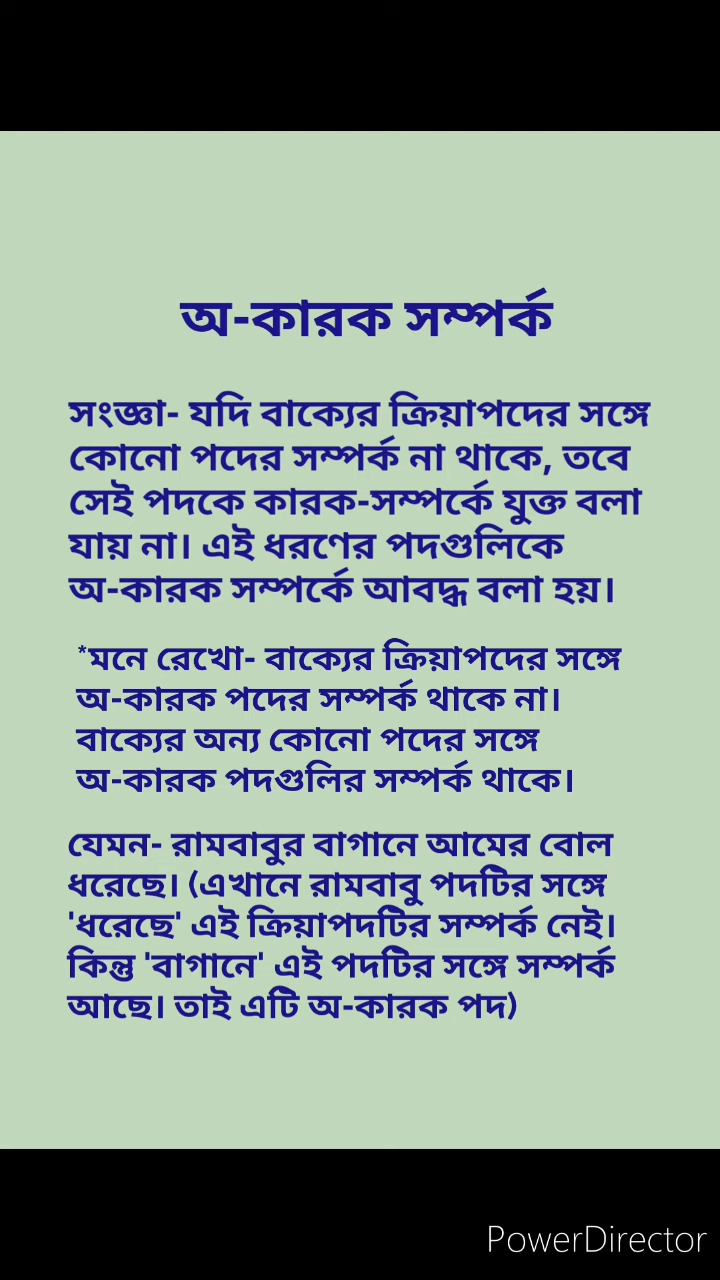 অ-কারক সম্পর্ক
সংজ্ঞা- যদি বাক্যের ক্রিয়াপদের সঙ্গে
কোনো পদের সম্পর্ক না থাকে, তবে
সেই পদকে কারক-সম্পর্কে যুক্ত বলা
যায় না। এই ধরণের পদগুলিকে
অ-কারক সম্পর্কে আবদ্ধ বলা হয়।
*মনে রেখো- বাক্যের ক্রিয়াপদের সঙ্গে
অ-কারক পদের সম্পর্ক থাকে না।
বাক্যের অন্য কোনো পদের সঙ্গে
অ-কারক পদগুলির সম্পর্ক থাকে।
যেমন- রামবাবুর বাগানে আমের বোল
ধরেছে। (এখানে রামবাবু পদটির সঙ্গে
'ধরেছে' এই ক্রিয়াপদটির সম্পর্ক নেই।
কিন্তু 'বাগানে' এই পদটির সঙ্গে সম্পর্ক
আছে। তাই এটি অ-কারক পদ)
PowerDirector